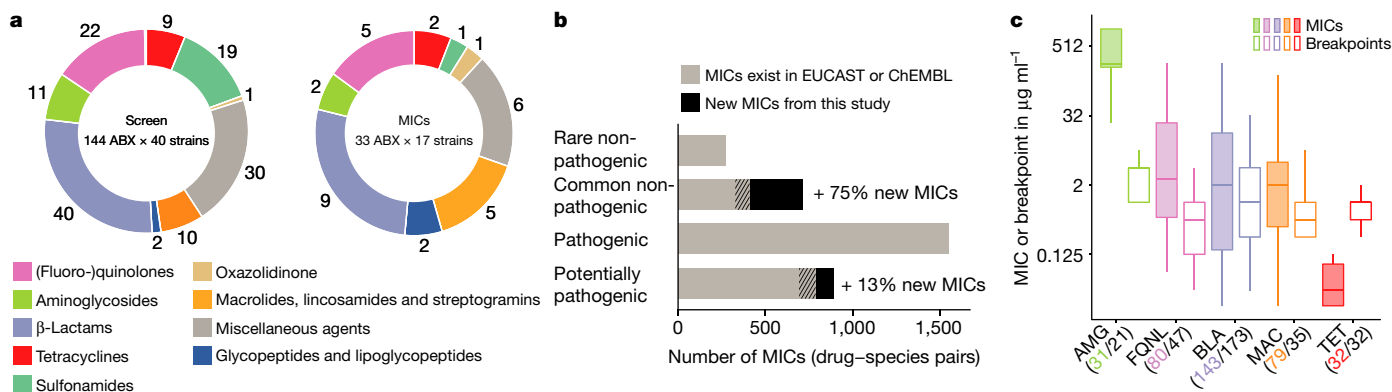 a
22
9
19
1
30
10
2
40
11
Screen
144 ABX × 40 strains
5
2
1
1
6
5
2
9
2
MICs
33 ABX × 17 strains
(Fluoro-)quinolones
Aminoglycosides
β-Lactams
Tetracyclines
Sulfonamides
Oxazolidinone
Macrolides, lincosamides and streptogramins
Miscellaneous agents
Glycopeptides and lipoglycopeptides
b
MICs exist in EUCAST or ChEMBL
New MICs from this study
Rare non-
pathogenic
Common non-
pathogenic
+ 75% new MICs
Pathogenic
Potentially
pathogenic
+ 13% new MICs
0
500
1,000
1,500
Number of MICs (drug–species pairs)
c
MICs
Breakpoints
MIC or breakpoint in μg ml⁻¹
512
32
2
0.125
AMG
(31/21)
FQNL
(80/47)
BLA
(143/173)
MAC
(79/35)
TET
(32/32)